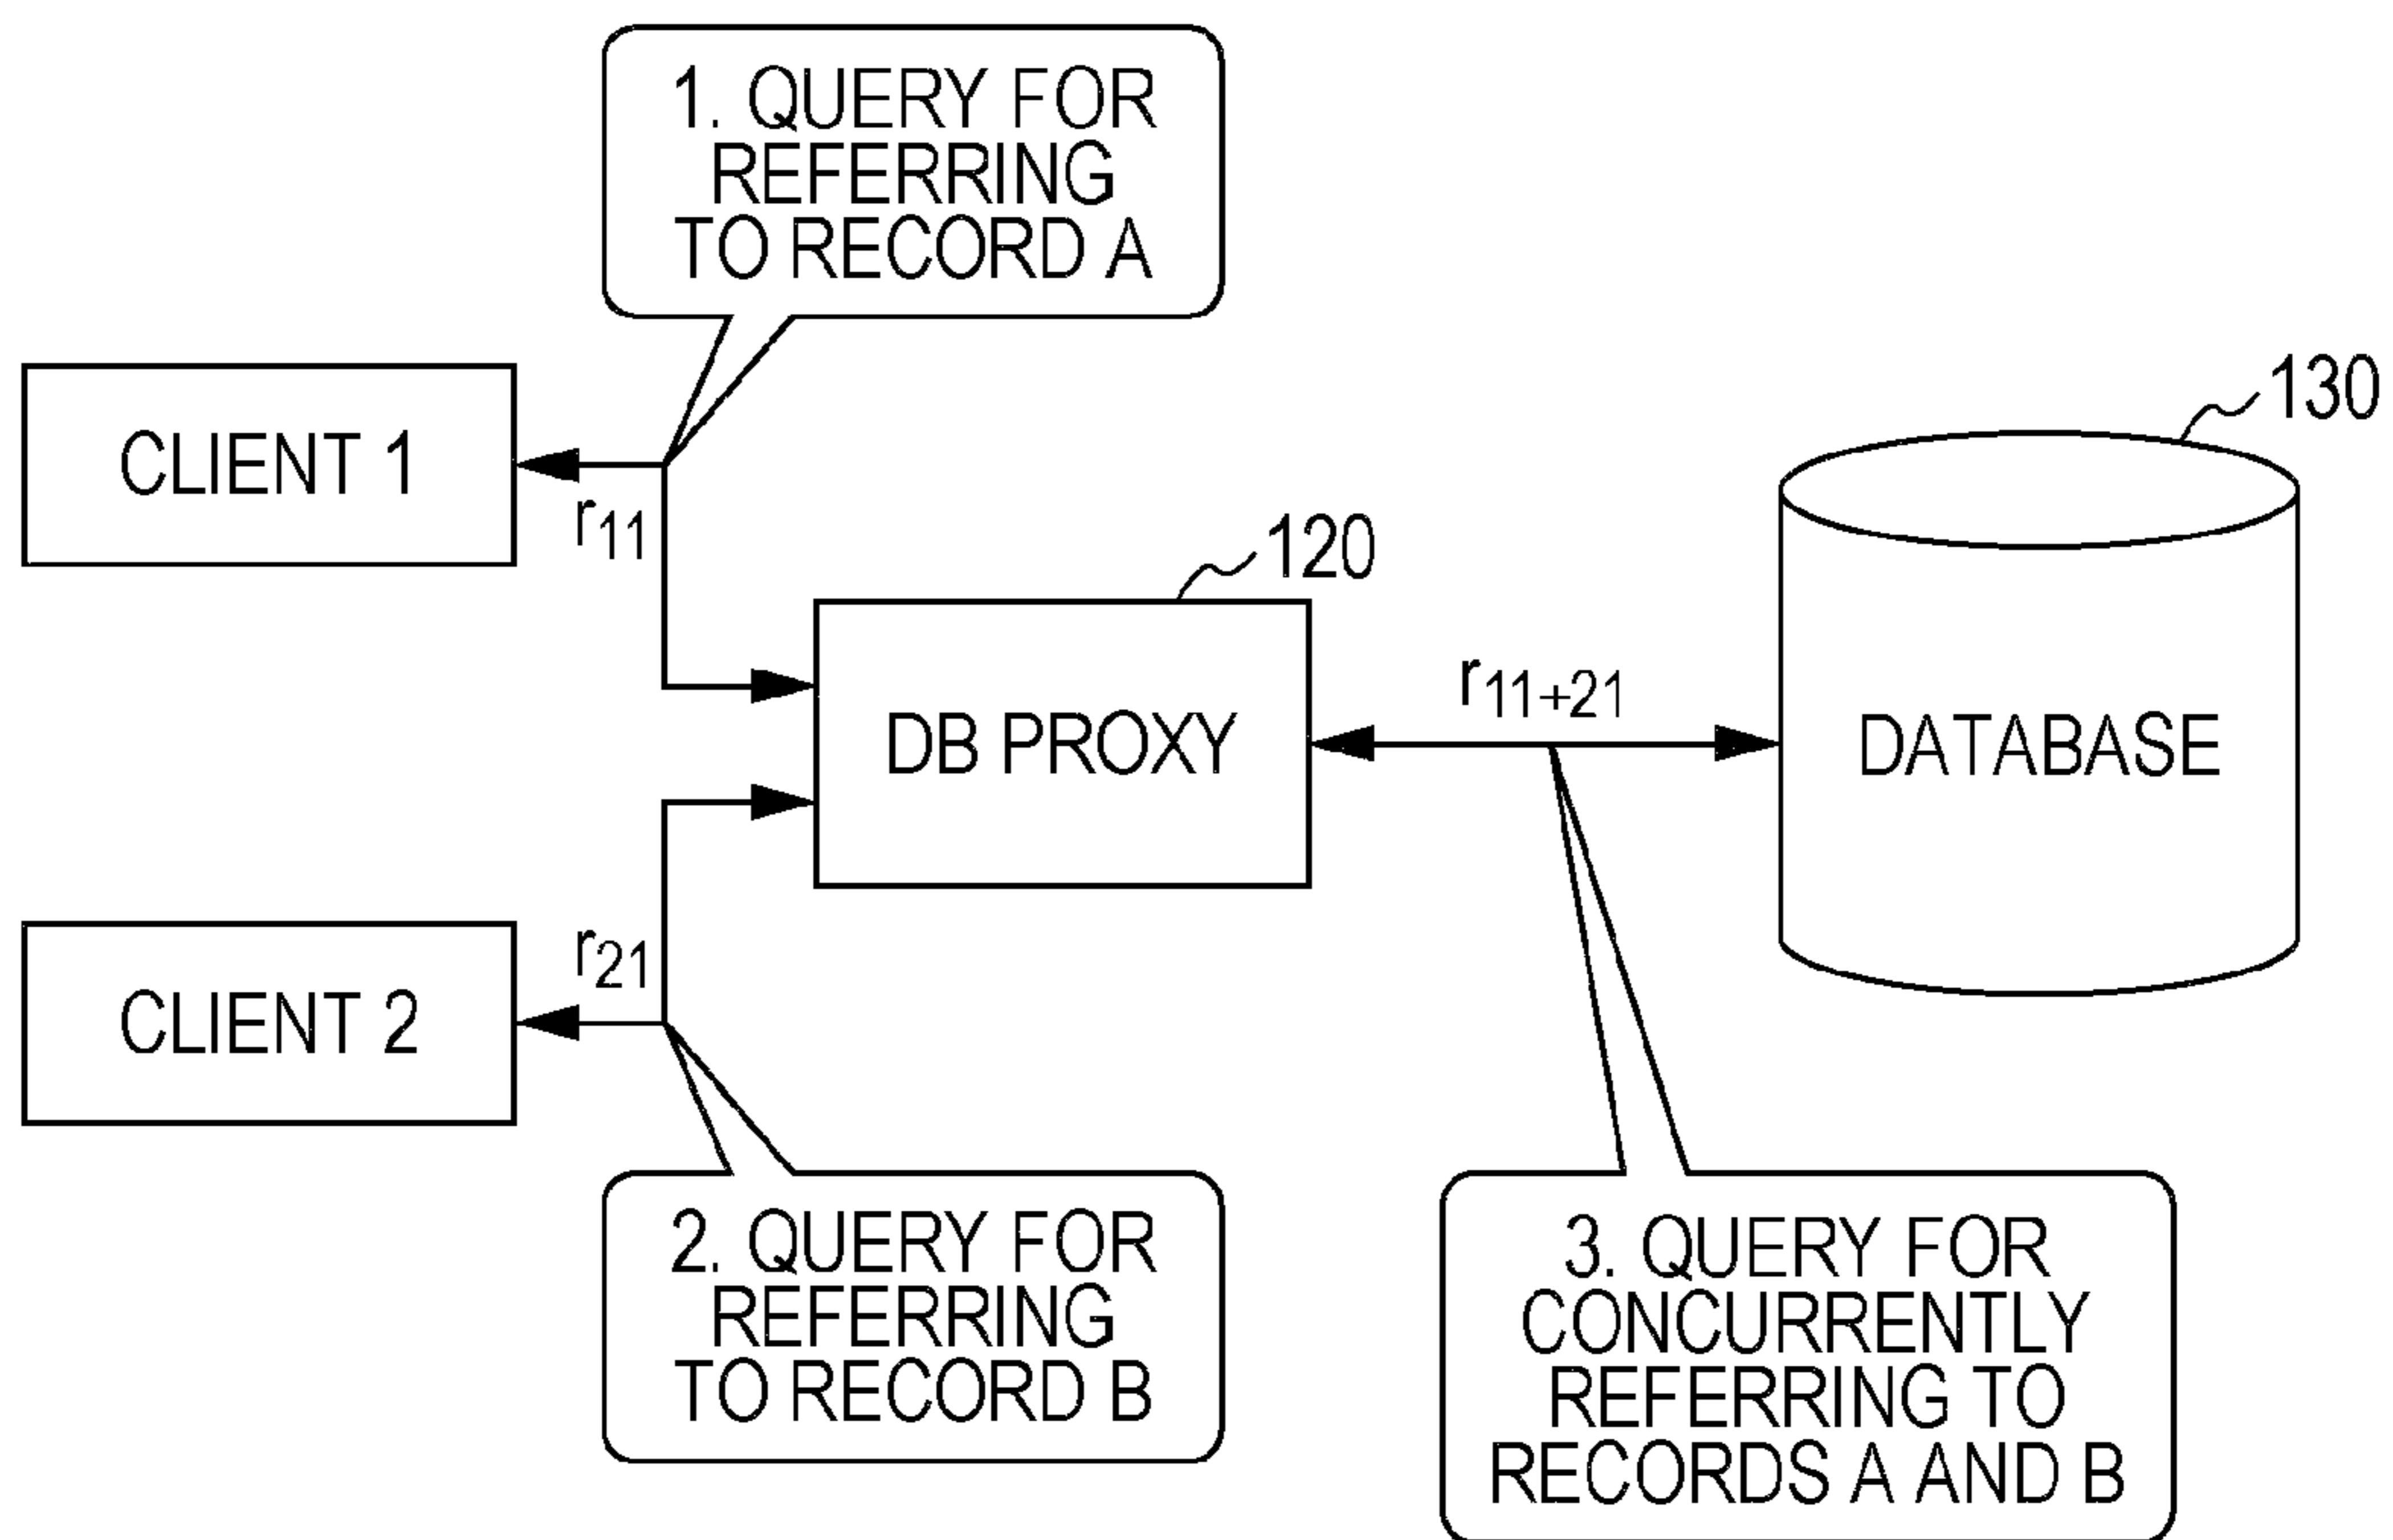 1. QUERY FOR
REFERRING
TO RECORD A
CLIENT 1
r11
130
120
DB PROXY
r11+21
DATABASE
r21
CLIENT 2
2. QUERY FOR
REFERRING
TO RECORD B
3. QUERY FOR
CONCURRENTLY
REFERRING TO
RECORDS A AND B